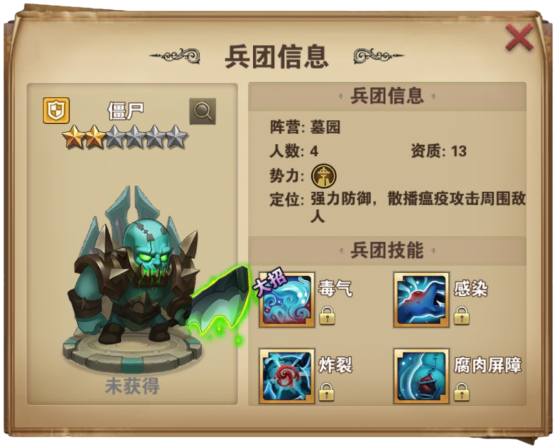 兵团信息
僵尸
未获得
兵团信息
阵营: 墓园
人数: 4 资质: 13
势力:
定位: 强力防御，散播瘟疫攻击周围敌
人
兵团技能
大招
毒气 感染
炸裂 腐肉屏障